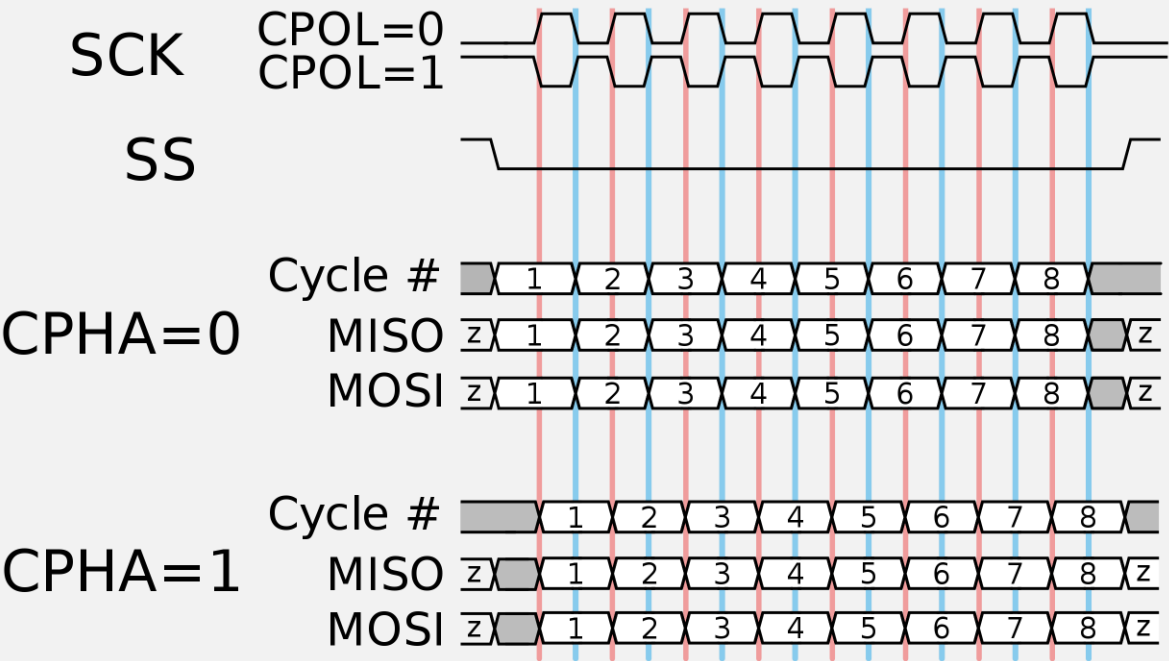 SCK CPOL=0
CPOL=1
SS
Cycle # 1 2 3 4 5 6 7 8
CPHA=0
MISO z 1 2 3 4 5 6 7 8 z
MOSI z 1 2 3 4 5 6 7 8 z
Cycle # 1 2 3 4 5 6 7 8
CPHA=1
MISO z 1 2 3 4 5 6 7 8 z
MOSI z 1 2 3 4 5 6 7 8 z